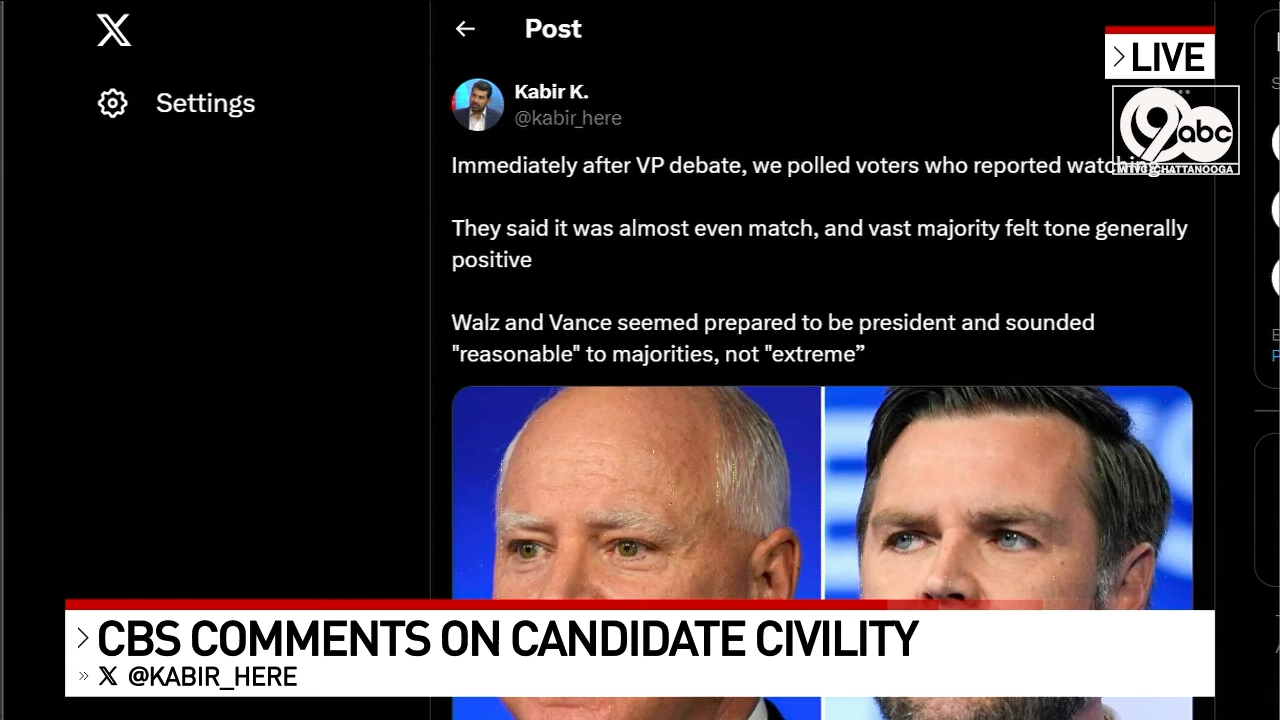 Post
LIVE
Settings
Kabir K.
@kabir_here
9 abc
WTVC CHATTANOOGA
Immediately after VP debate, we polled voters who reported watching.
They said it was almost even match, and vast majority felt tone generally
positive
Walz and Vance seemed prepared to be president and sounded
"reasonable" to majorities, not "extreme”
CBS COMMENTS ON CANDIDATE CIVILITY
X @KABIR_HERE